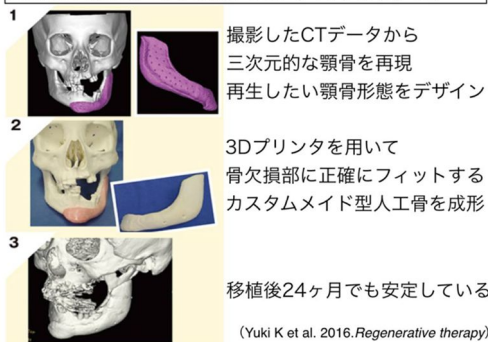 1
撮影したCTデータから
三次元的な顎骨を再現
再生したい顎骨形態をデザイン
2
3Dプリンタを用いて
骨欠損部に正確にフィットする
カスタムメイド型人工骨を成形
3
移植後24ヶ月でも安定している
(Yuki K et al. 2016.Regenerative therapy)